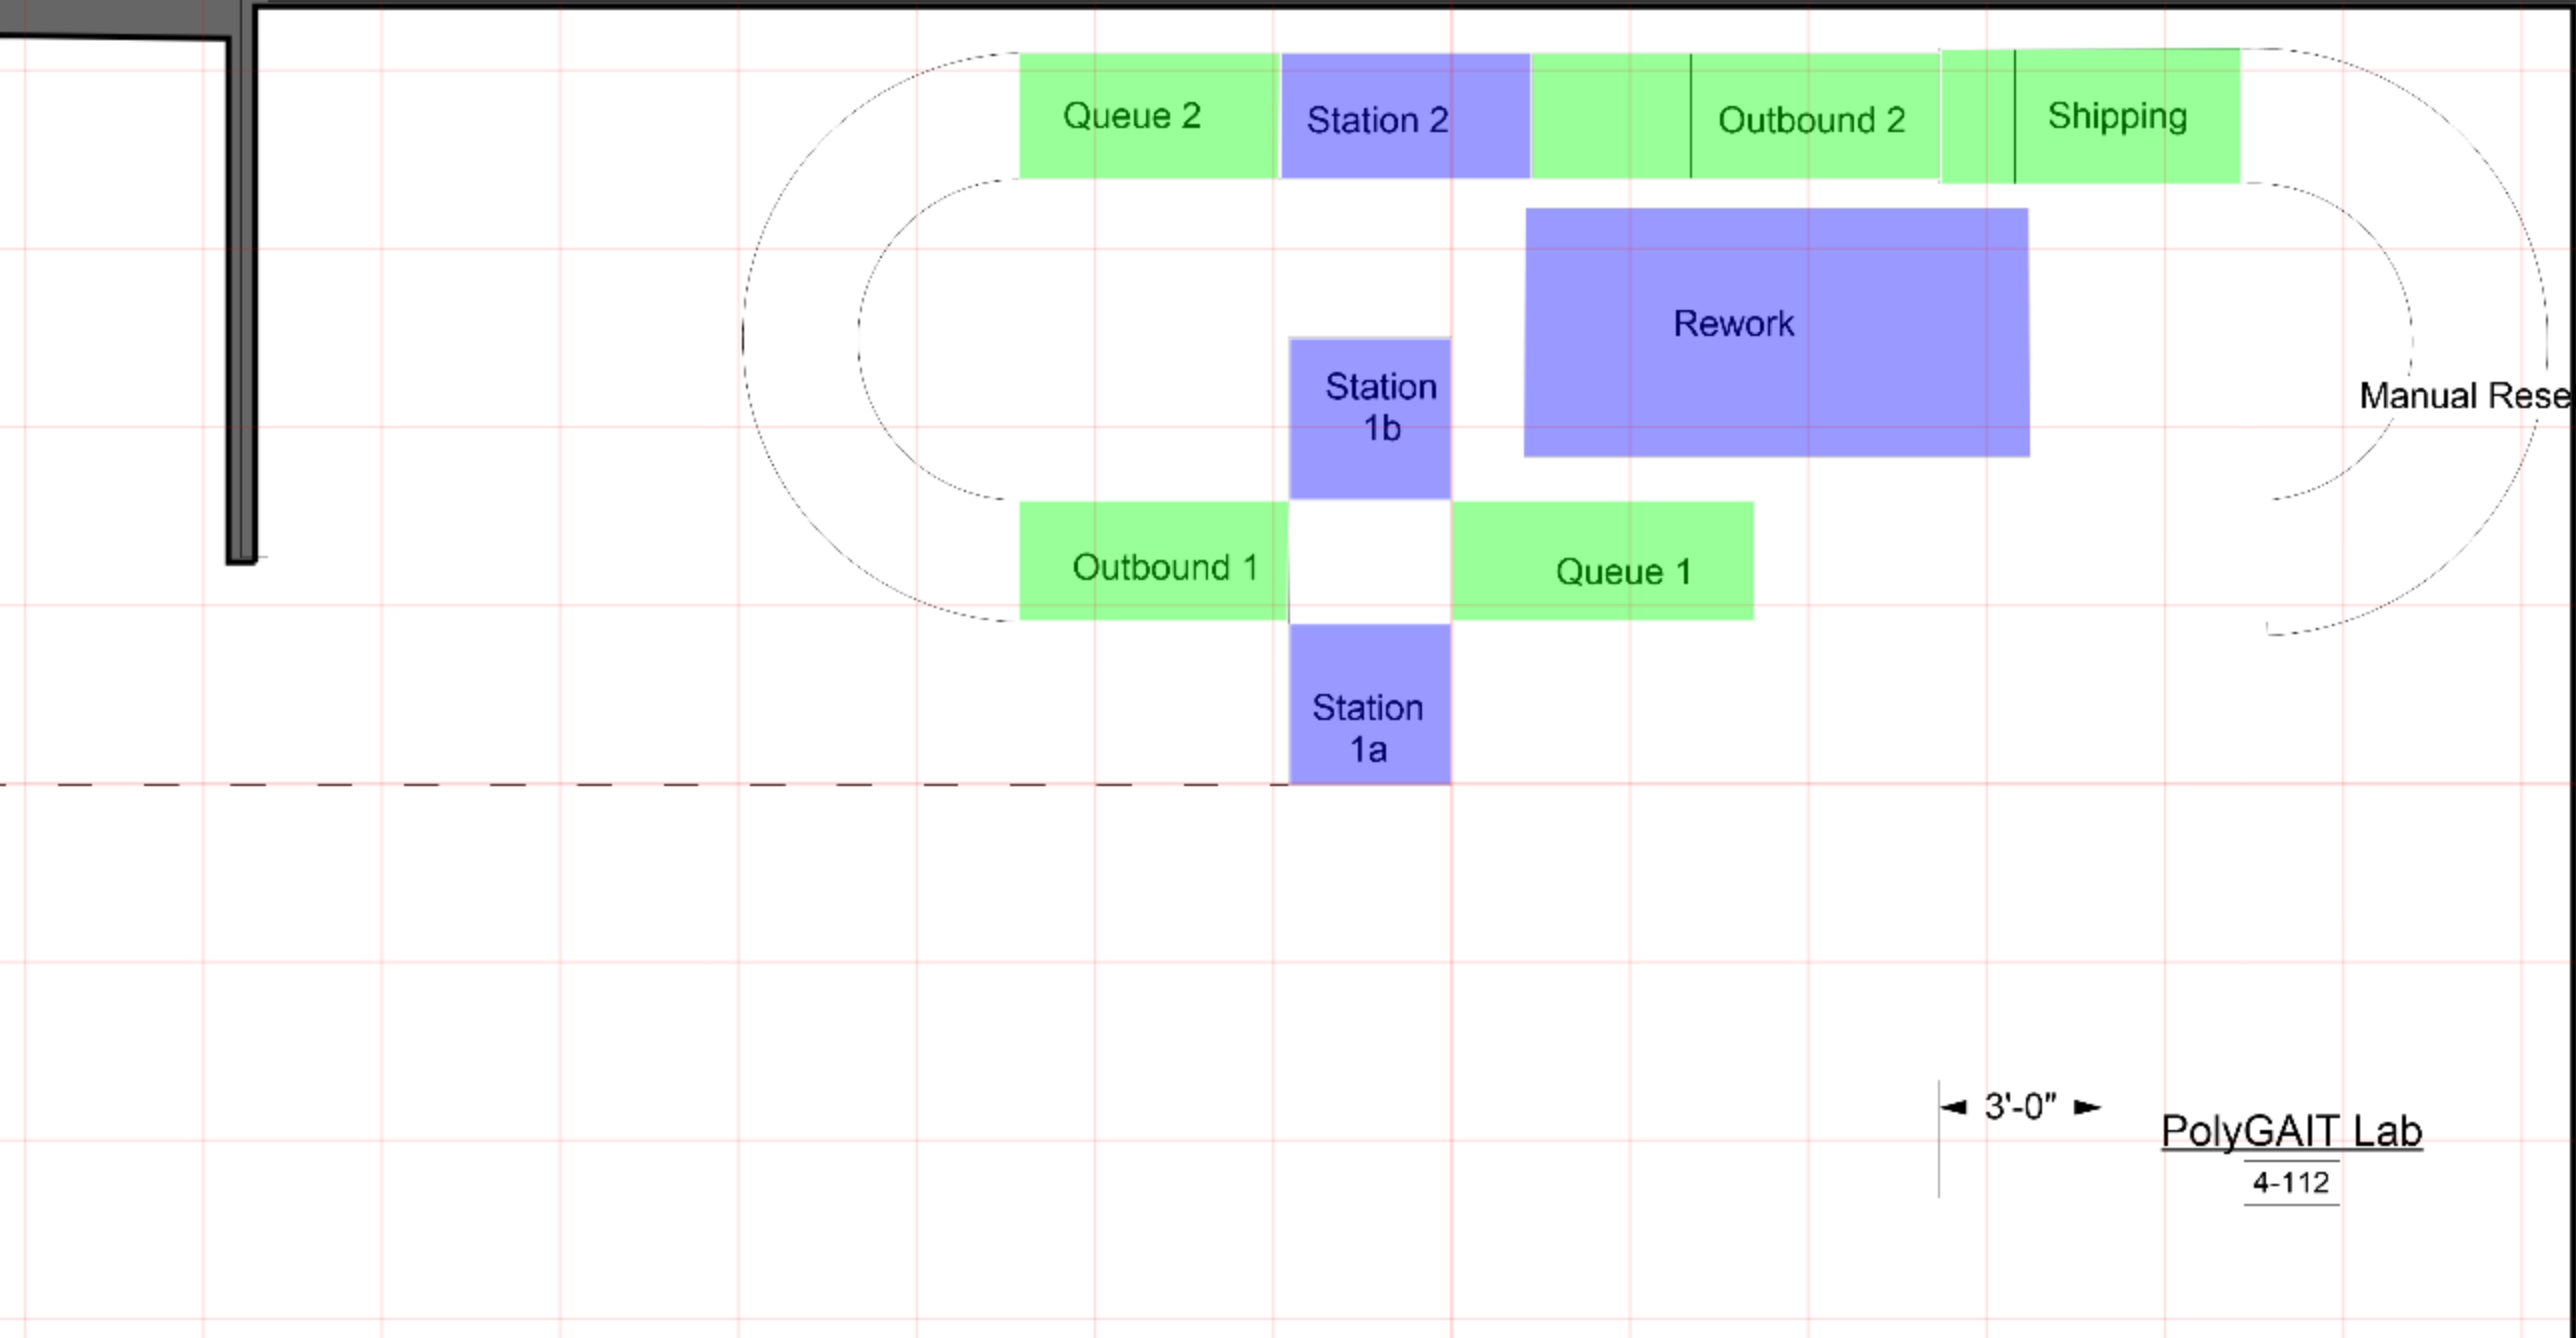 Queue 2
Station 2
Outbound 2
Shipping
Rework
Station
1b
Manual Rese
Outbound 1
Queue 1
Station
1a
3'-0"
PolyGAIT Lab
4-112